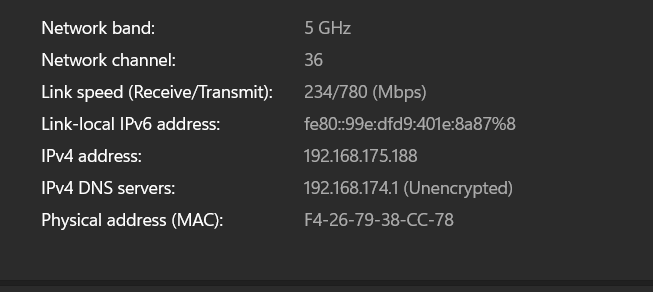 Network band: 5 GHz
Network channel: 36
Link speed (Receive/Transmit): 234/780 (Mbps)
Link-local IPv6 address: fe80::99e:dfd9:401e:8a87%8
IPv4 address: 192.168.175.188
IPv4 DNS servers: 192.168.174.1 (Unencrypted)
Physical address (MAC): F4-26-79-38-CC-78